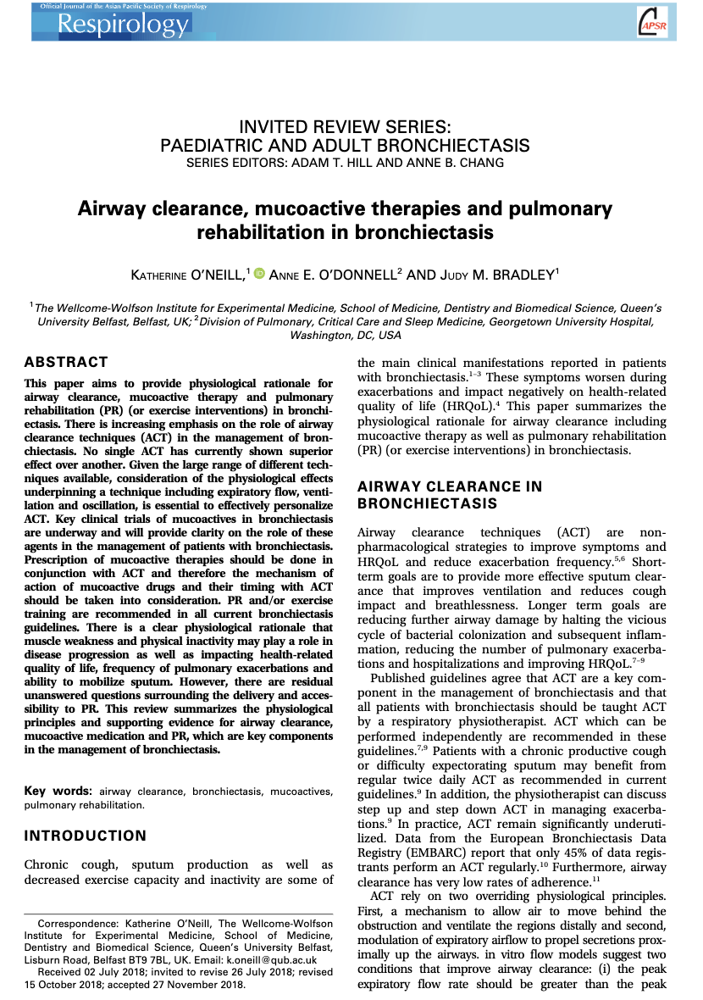 Official Journal of the Asian Pacific Society of Respirology
Respirology
APSR
INVITED REVIEW SERIES:
PAEDIATRIC AND ADULT BRONCHIECTASIS
SERIES EDITORS: ADAM T. HILL AND ANNE B. CHANG
Airway clearance, mucoactive therapies and pulmonary
rehabilitation in bronchiectasis
KATHERINE O'NEILL,¹ iD ANNE E. O'DONNELL² AND JUDY M. BRADLEY¹
¹The Wellcome-Wolfson Institute for Experimental Medicine, School of Medicine, Dentistry and Biomedical Science, Queen's
University Belfast, Belfast, UK; ²Division of Pulmonary, Critical Care and Sleep Medicine, Georgetown University Hospital,
Washington, DC, USA
ABSTRACT
This paper aims to provide physiological rationale for
airway clearance, mucoactive therapy and pulmonary
rehabilitation (PR) (or exercise interventions) in bronchi-
ectasis. There is increasing emphasis on the role of airway
clearance techniques (ACT) in the management of bron-
chiectasis. No single ACT has currently shown superior
effect over another. Given the large range of different tech-
niques available, consideration of the physiological effects
underpinning a technique including expiratory flow, venti-
lation and oscillation, is essential to effectively personalize
ACT. Key clinical trials of mucoactives in bronchiectasis
are underway and will provide clarity on the role of these
agents in the management of patients with bronchiectasis.
Prescription of mucoactive therapies should be done in
conjunction with ACT and therefore the mechanism of
action of mucoactive drugs and their timing with ACT
should be taken into consideration. PR and/or exercise
training are recommended in all current bronchiectasis
guidelines. There is a clear physiological rationale that
muscle weakness and physical inactivity may play a role in
disease progression as well as impacting health-related
quality of life, frequency of pulmonary exacerbations and
ability to mobilize sputum. However, there are residual
unanswered questions surrounding the delivery and acces-
sibility to PR. This review summarizes the physiological
principles and supporting evidence for airway clearance,
mucoactive medication and PR, which are key components
in the management of bronchiectasis.
Key words: airway clearance, bronchiectasis, mucoactives,
pulmonary rehabilitation.
INTRODUCTION
Chronic cough, sputum production as well as
decreased exercise capacity and inactivity are some of
Correspondence: Katherine O'Neill, The Wellcome-Wolfson
Institute for Experimental Medicine, School of Medicine,
Dentistry and Biomedical Science, Queen's University Belfast,
Lisburn Road, Belfast BT9 7BL, UK. Email: k.oneill@qub.ac.uk
Received 02 July 2018; invited to revise 26 July 2018; revised
15 October 2018; accepted 27 November 2018.
the main clinical manifestations reported in patients
with bronchiectasis.¹⁻³ These symptoms worsen during
exacerbations and impact negatively on health-related
quality of life (HRQoL).⁴ This paper summarizes the
physiological rationale for airway clearance including
mucoactive therapy as well as pulmonary rehabilitation
(PR) (or exercise interventions) in bronchiectasis.
AIRWAY CLEARANCE IN
BRONCHIECTASIS
Airway clearance techniques (ACT) are non-
pharmacological strategies to improve symptoms and
HRQoL and reduce exacerbation frequency.⁵,⁶ Short-
term goals are to provide more effective sputum clear-
ance that improves ventilation and reduces cough
impact and breathlessness. Longer term goals are
reducing further airway damage by halting the vicious
cycle of bacterial colonization and subsequent inflam-
mation, reducing the number of pulmonary exacerba-
tions and hospitalizations and improving HRQoL.⁷⁻⁹
Published guidelines agree that ACT are a key com-
ponent in the management of bronchiectasis and that
all patients with bronchiectasis should be taught ACT
by a respiratory physiotherapist. ACT which can be
performed independently are recommended in these
guidelines.⁷,⁹ Patients with a chronic productive cough
or difficulty expectorating sputum may benefit from
regular twice daily ACT as recommended in current
guidelines.⁹ In addition, the physiotherapist can discuss
step up and step down ACT in managing exacerba-
tions.⁹ In practice, ACT remain significantly underuti-
lized. Data from the European Bronchiectasis Data
Registry (EMBARC) report that only 45% of data regis-
trants perform an ACT regularly.¹⁰ Furthermore, airway
clearance has very low rates of adherence.¹¹
ACT rely on two overriding physiological principles.
First, a mechanism to allow air to move behind the
obstruction and ventilate the regions distally and second,
modulation of expiratory airflow to propel secretions prox-
imally up the airways. in vitro flow models suggest two
conditions that improve airway clearance: (i) the peak
expiratory flow rate should be greater than the peak